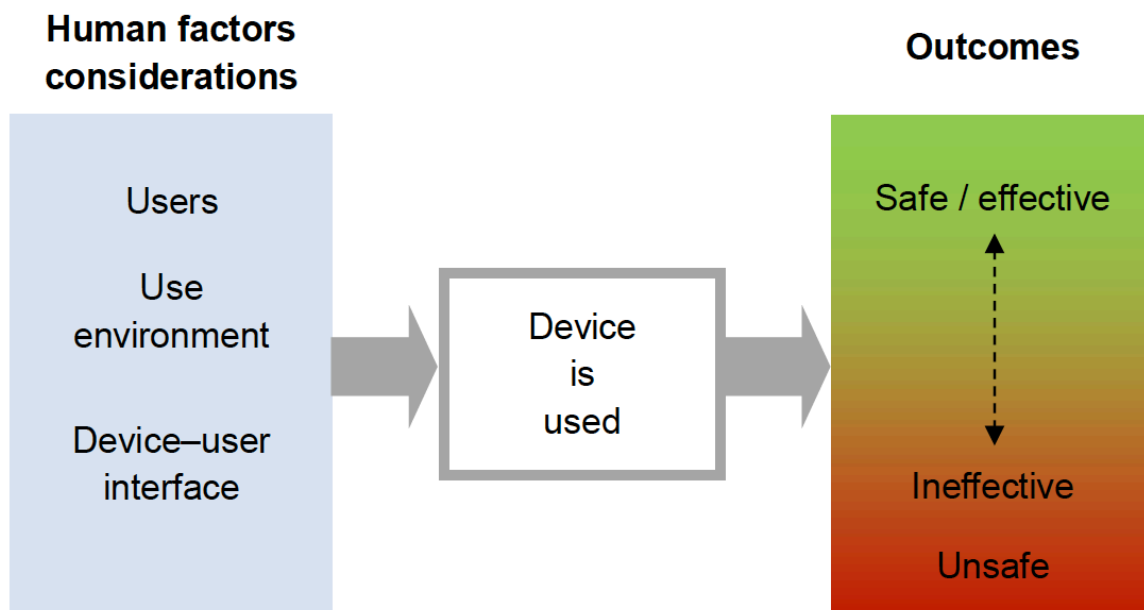 Human factors
considerations
Users
Use
environment
Device–user
interface
Device
is
used
Outcomes
Safe / effective
Ineffective
Unsafe